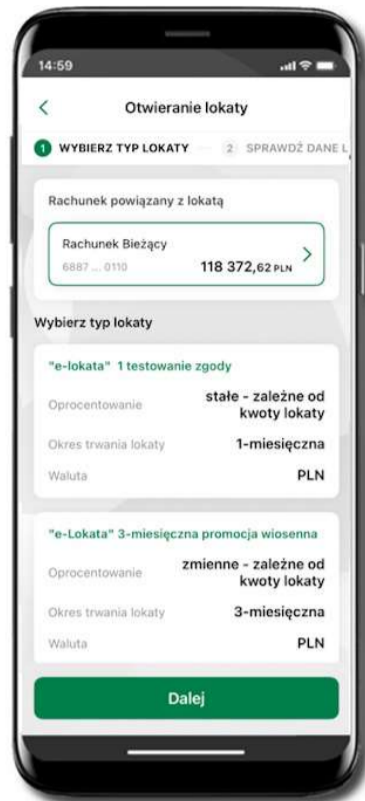 14:59
Otwieranie lokaty
1 WYBIERZ TYP LOKATY 2 SPRAWDŹ DANE L
Rachunek powiązany z lokatą
Rachunek Bieżący
6887 ... 0110 118 372,62 PLN
Wybierz typ lokaty
"e-lokata" 1 testowanie zgody
Oprocentowanie stałe - zależne od
kwoty lokaty
Okres trwania lokaty 1-miesięczna
Waluta PLN
"e-Lokata" 3-miesięczna promocja wiosenna
Oprocentowanie zmienne - zależne od
kwoty lokaty
Okres trwania lokaty 3-miesięczna
Waluta PLN
Dalej